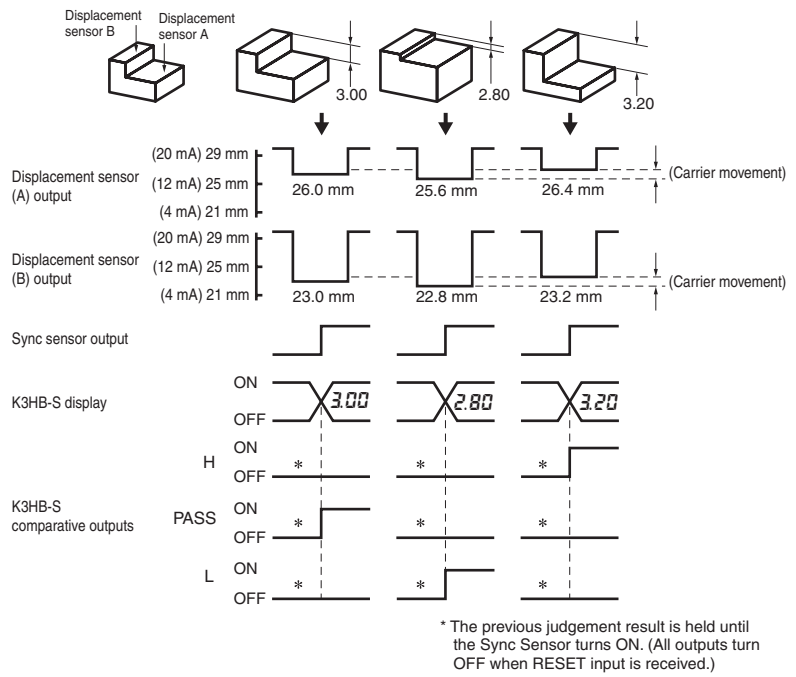 Displacement
sensor B
Displacement
sensor A
3.00
2.80
3.20
Displacement sensor
(A) output
(20 mA) 29 mm
(12 mA) 25 mm
(4 mA) 21 mm
26.0 mm
25.6 mm
26.4 mm
(Carrier movement)
Displacement sensor
(B) output
(20 mA) 29 mm
(12 mA) 25 mm
(4 mA) 21 mm
23.0 mm
22.8 mm
23.2 mm
(Carrier movement)
Sync sensor output
K3HB-S display
ON
OFF
3.00
2.80
3.20
K3HB-S
comparative outputs
H
ON
OFF
*
*
*
PASS
ON
OFF
*
*
*
L
ON
OFF
*
*
*
* The previous judgement result is held until
the Sync Sensor turns ON. (All outputs turn
OFF when RESET input is received.)